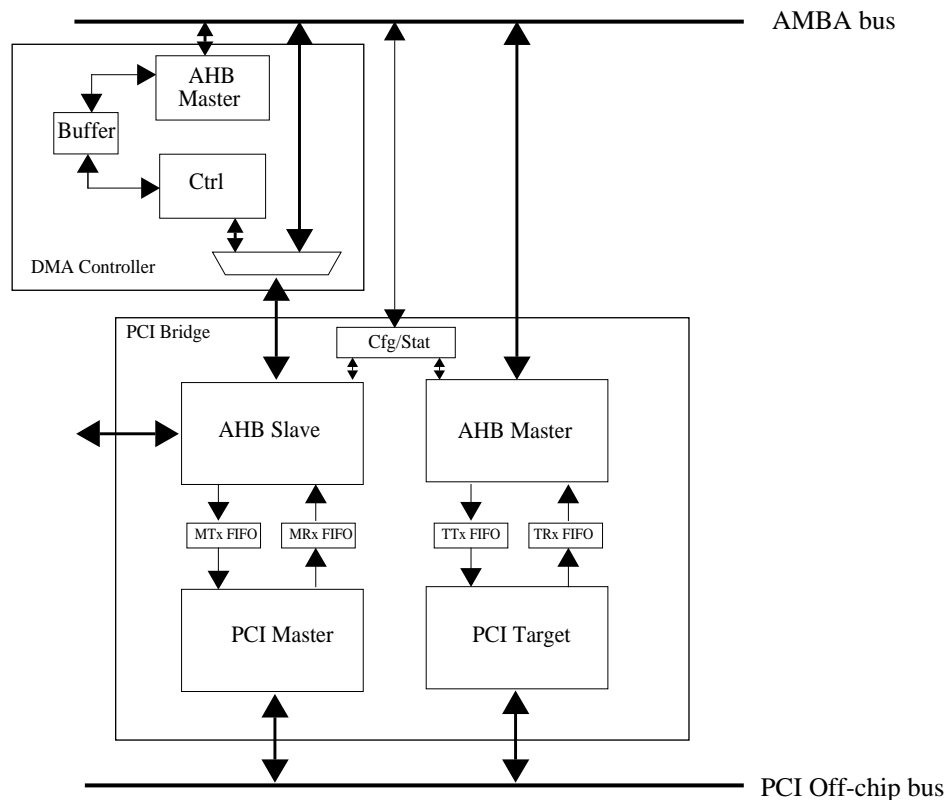 AMBA bus
AHB
Master
Buffer
Ctrl
DMA Controller
PCI Bridge
Cfg/Stat
AHB Slave
AHB Master
MTx FIFO
MRx FIFO
TTx FIFO
TRx FIFO
PCI Master
PCI Target
PCI Off-chip bus